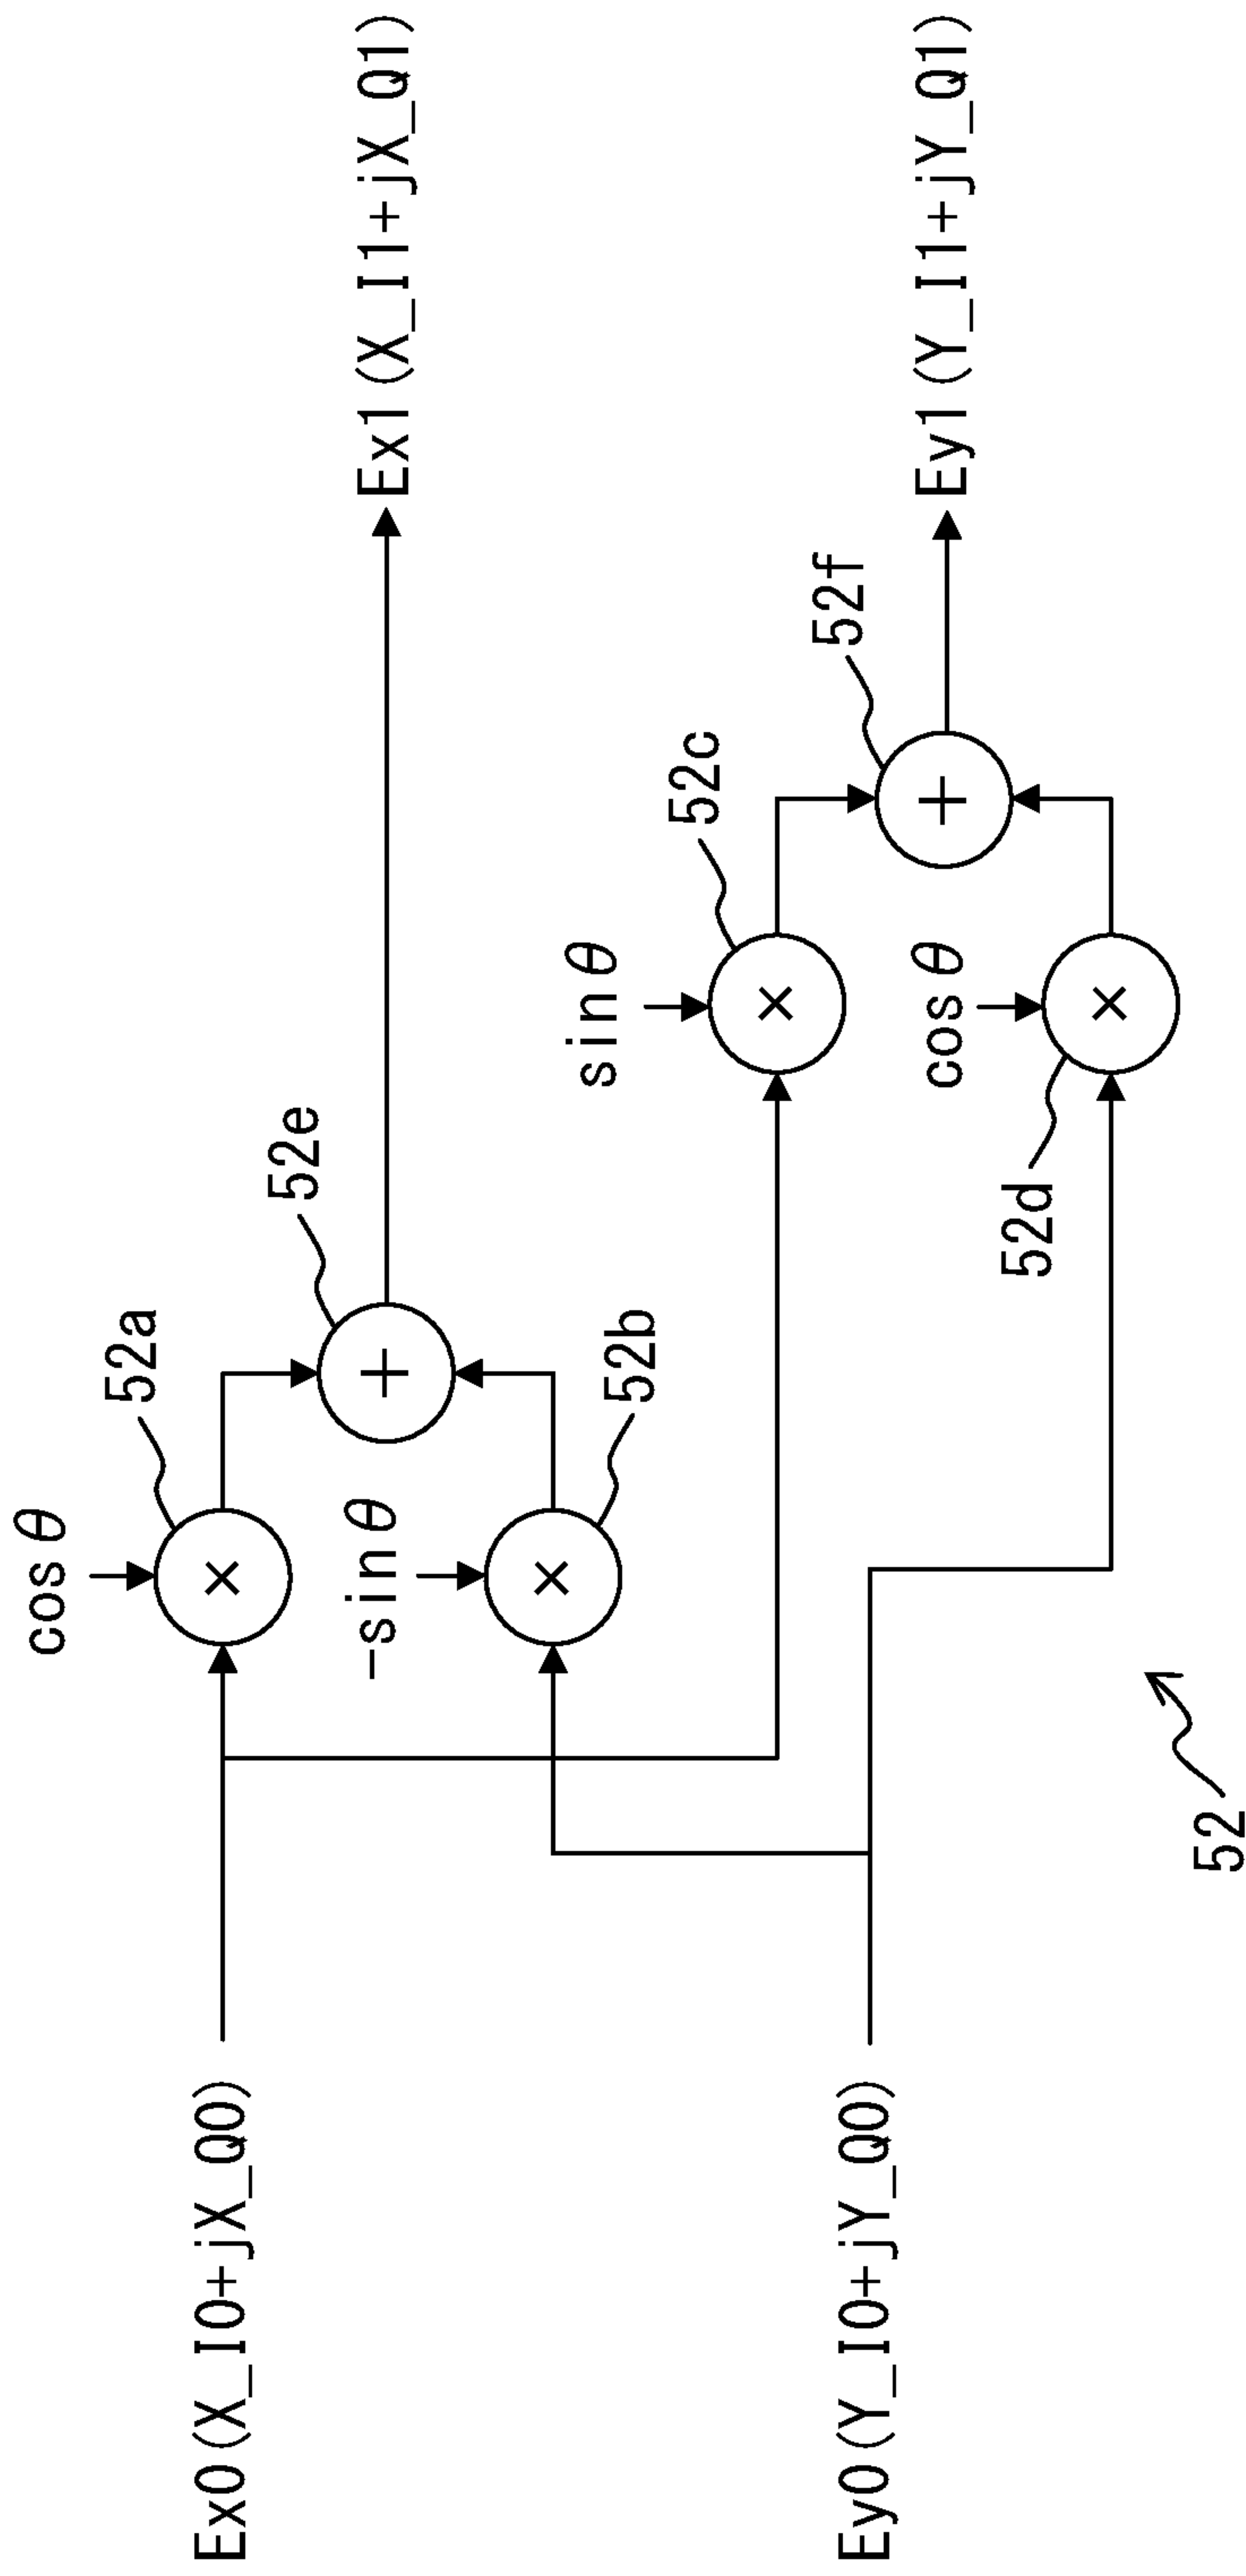 cosθ
52a
52e
Ex0(X_I0+jX_Q0)
-sinθ
Ex1(X_I1+jX_Q1)
52b
sinθ
52c
52f
Ey0(Y_I0+jY_Q0)
cosθ
Ey1(Y_I1+jY_Q1)
52d
52